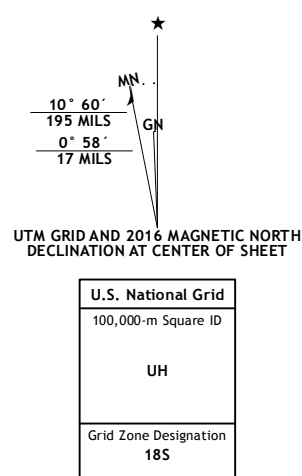 ★
MN
10° 60´
195 MILS
GN
0° 58´
17 MILS
UTM GRID AND 2016 MAGNETIC NORTH
DECLINATION AT CENTER OF SHEET
U.S. National Grid
100,000-m Square ID
UH
Grid Zone Designation
18S